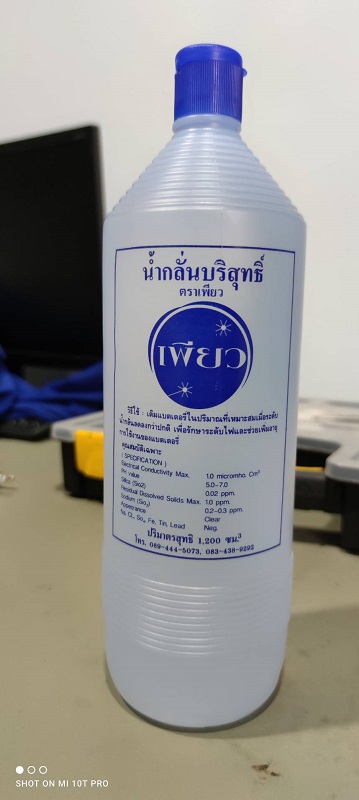 น้ำกลั่นบริสุทธิ์
ตราเพียว
เพียว
วิธีใช้ : เติมแบตเตอรี่ในปริมาณที่เหมาะสมเมื่อระดับ
น้ำกลั่นลดลงกว่าปกติ เพื่อรักษาระดับไฟและช่วยเพิ่มอายุ
การใช้งานของแบตเตอรี่
คุณสมบัติเฉพาะ
( SPECIFICATION )
Electrical Conductivity Max. 1.0 micromho. Cm³
PH value 5.0-7.0
Silica (Sio2) 0.02 ppm.
Residual Dissolved Solids Max. 1.0 ppm.
Sodium 0.2-0.3 ppm.
Appearance Clear
CL, So₄, Fe, Tin, Lead Neg.
ปริมาตรสุทธิ 1,200 ซม.³
โทร. 089-444-5073, 083-438-9292
SHOT ON MI 10T PRO